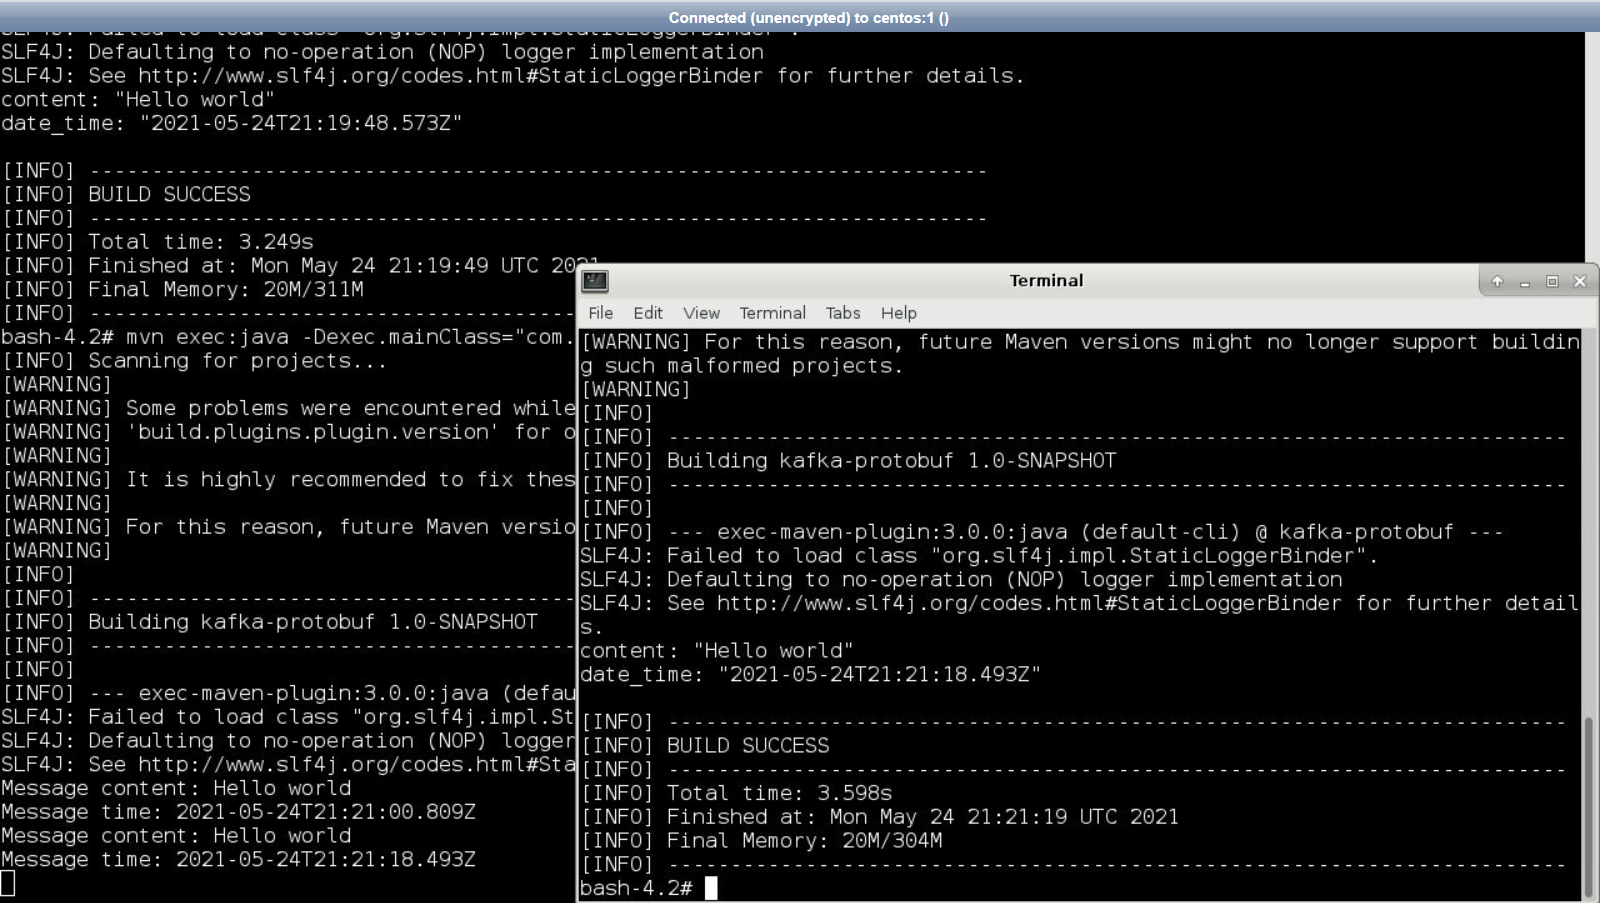 Connected (unencrypted) to centos:1 ()
SLF4J: Failed to load class "org.slf4j.impl.StaticLoggerBinder".
SLF4J: Defaulting to no-operation (NOP) logger implementation
SLF4J: See http://www.slf4j.org/codes.html#StaticLoggerBinder for further details.
content: "Hello world"
date_time: "2021-05-24T21:19:48.573Z"
[INFO] ------------------------------------------------------------------------
[INFO] BUILD SUCCESS
[INFO] ------------------------------------------------------------------------
[INFO] Total time: 3.249s
[INFO] Finished at: Mon May 24 21:19:49 UTC 2021
[INFO] Final Memory: 20M/311M
[INFO] ---------------------------------------
bash-4.2# mvn exec:java -Dexec.mainClass="com.
[INFO] Scanning for projects...
[WARNING]
[WARNING] Some problems were encountered while
[WARNING] 'build.plugins.plugin.version' for o
[WARNING]
[WARNING] It is highly recommended to fix thes
[WARNING]
[WARNING] For this reason, future Maven versio
[WARNING]
[INFO]
[INFO] ---------------------------------------
[INFO] Building kafka-protobuf 1.0-SNAPSHOT
[INFO] ---------------------------------------
[INFO]
[INFO] --- exec-maven-plugin:3.0.0:java (defau
SLF4J: Failed to load class "org.slf4j.impl.St
SLF4J: Defaulting to no-operation (NOP) logger
SLF4J: See http://www.slf4j.org/codes.html#Sta
Message content: Hello world
Message time: 2021-05-24T21:21:00.809Z
Message content: Hello world
Message time: 2021-05-24T21:21:18.493Z
Terminal
File Edit View Terminal Tabs Help
[WARNING] For this reason, future Maven versions might no longer support buildin
g such malformed projects.
[WARNING]
[INFO]
[INFO] ------------------------------------------------------------------------
[INFO] Building kafka-protobuf 1.0-SNAPSHOT
[INFO] ------------------------------------------------------------------------
[INFO]
[INFO] --- exec-maven-plugin:3.0.0:java (default-cli) @ kafka-protobuf ---
SLF4J: Failed to load class "org.slf4j.impl.StaticLoggerBinder".
SLF4J: Defaulting to no-operation (NOP) logger implementation
SLF4J: See http://www.slf4j.org/codes.html#StaticLoggerBinder for further detail
s.
content: "Hello world"
date_time: "2021-05-24T21:21:18.493Z"
[INFO] ------------------------------------------------------------------------
[INFO] BUILD SUCCESS
[INFO] ------------------------------------------------------------------------
[INFO] Total time: 3.598s
[INFO] Finished at: Mon May 24 21:21:19 UTC 2021
[INFO] Final Memory: 20M/304M
[INFO] ------------------------------------------------------------------------
bash-4.2#